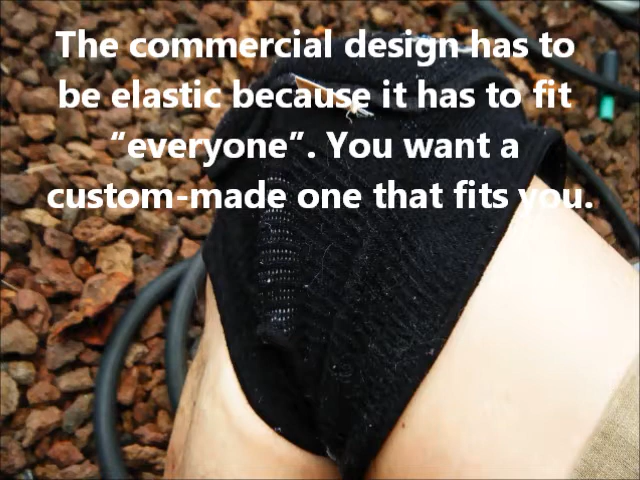 The commercial design has to
be elastic because it has to fit
“everyone”. You want a
custom-made one that fits you.